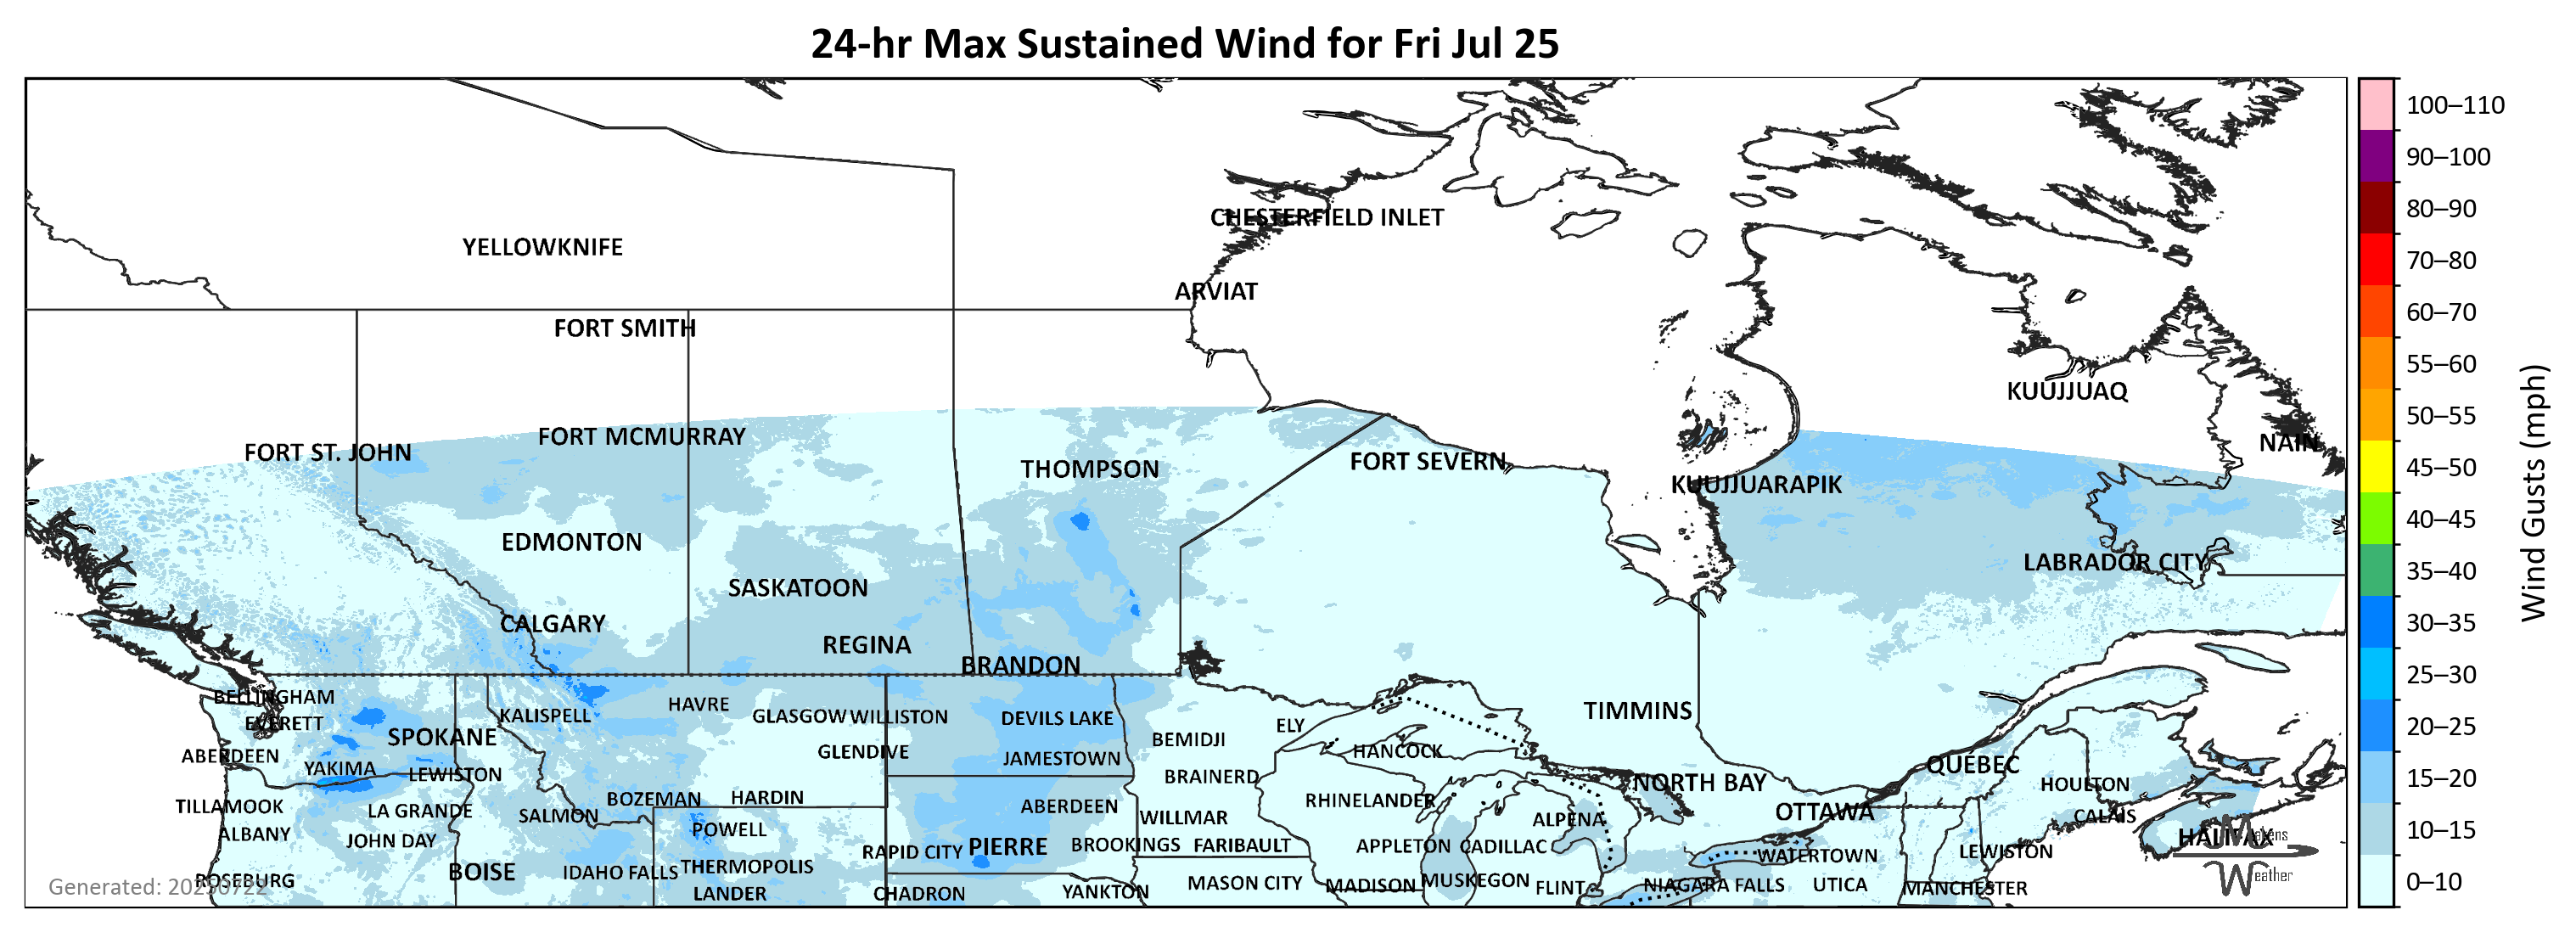 24-hr Max Sustained Wind for Fri Jul 25
100–110
90–100
80–90
70–80
60–70
55–60
50–55
45–50
40–45
35–40
30–35
25–30
20–25
15–20
10–15
0–10
Wind Gusts (mph)
CHESTERFIELD INLET
YELLOWKNIFE
ARVIAT
FORT SMITH
KUUJJUAQ
FORT MCMURRAY
NAIN
FORT ST. JOHN
FORT SEVERN
THOMPSON
KUUJJUARAPIK
EDMONTON
LABRADOR CITY
SASKATOON
CALGARY
REGINA
BRANDON
BELLINGHAM
HAVRE
TIMMINS
KALISPELL
GLASGOW
WILLISTON
DEVILS LAKE
EVERETT
ELY
SPOKANE
BEMIDJI
HANCOCK
GLENDIVE
ABERDEEN
JAMESTOWN
QUEBEC
YAKIMA
LEWISTON
BRAINERD
NORTH BAY
HOULTON
BOZEMAN
HARDIN
RHINELANDER
TILLAMOOK
LA GRANDE
ABERDEEN
OTTAWA
SALMON
WILLMAR
CALAIS
ALPENA
POWELL
ALBANY
HALIFAX
JOHN DAY
PIERRE
BROOKINGS
FARIBAULT
APPLETON
CADILLAC
RAPID CITY
LEWISTON
WATERTOWN
THERMOPOLIS
BOISE
IDAHO FALLS
ROSEBURG
MUSKEGON
MASON CITY
MADISON
FLINT
NIAGARA FALLS
UTICA
MANCHESTER
LANDER
CHADRON
YANKTON
Generated: 20250722
Weather